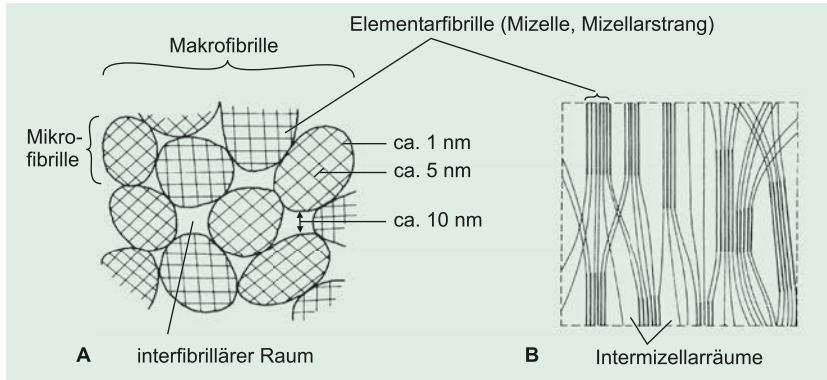 Elementarfibrille (Mizelle, Mizellarstrang)
Makrofibrille
Mikro-
fibrille
ca. 1 nm
ca. 5 nm
ca. 10 nm
A
interfibrillärer Raum
B
Intermizellarräume